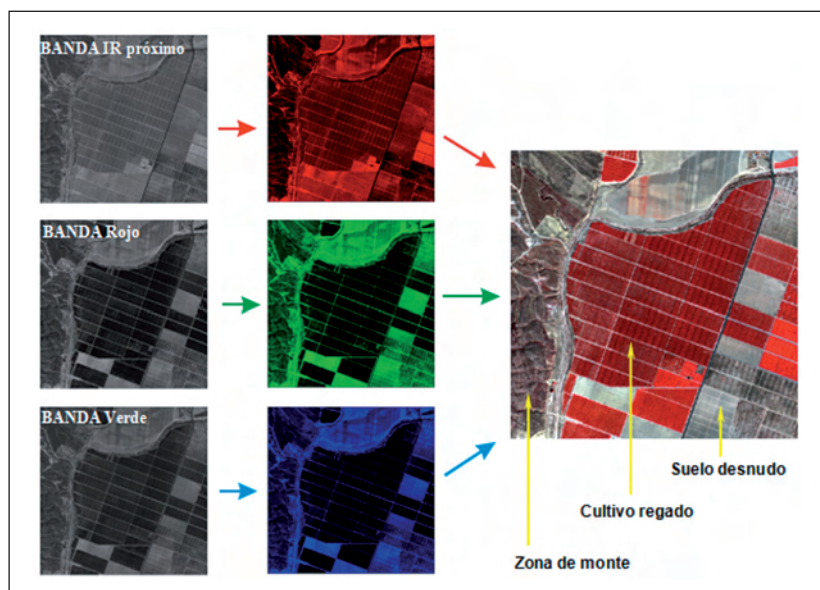 BANDA IR próximo
BANDA Rojo
BANDA Verde
Suelo desnudo
Cultivo regado
Zona de monte